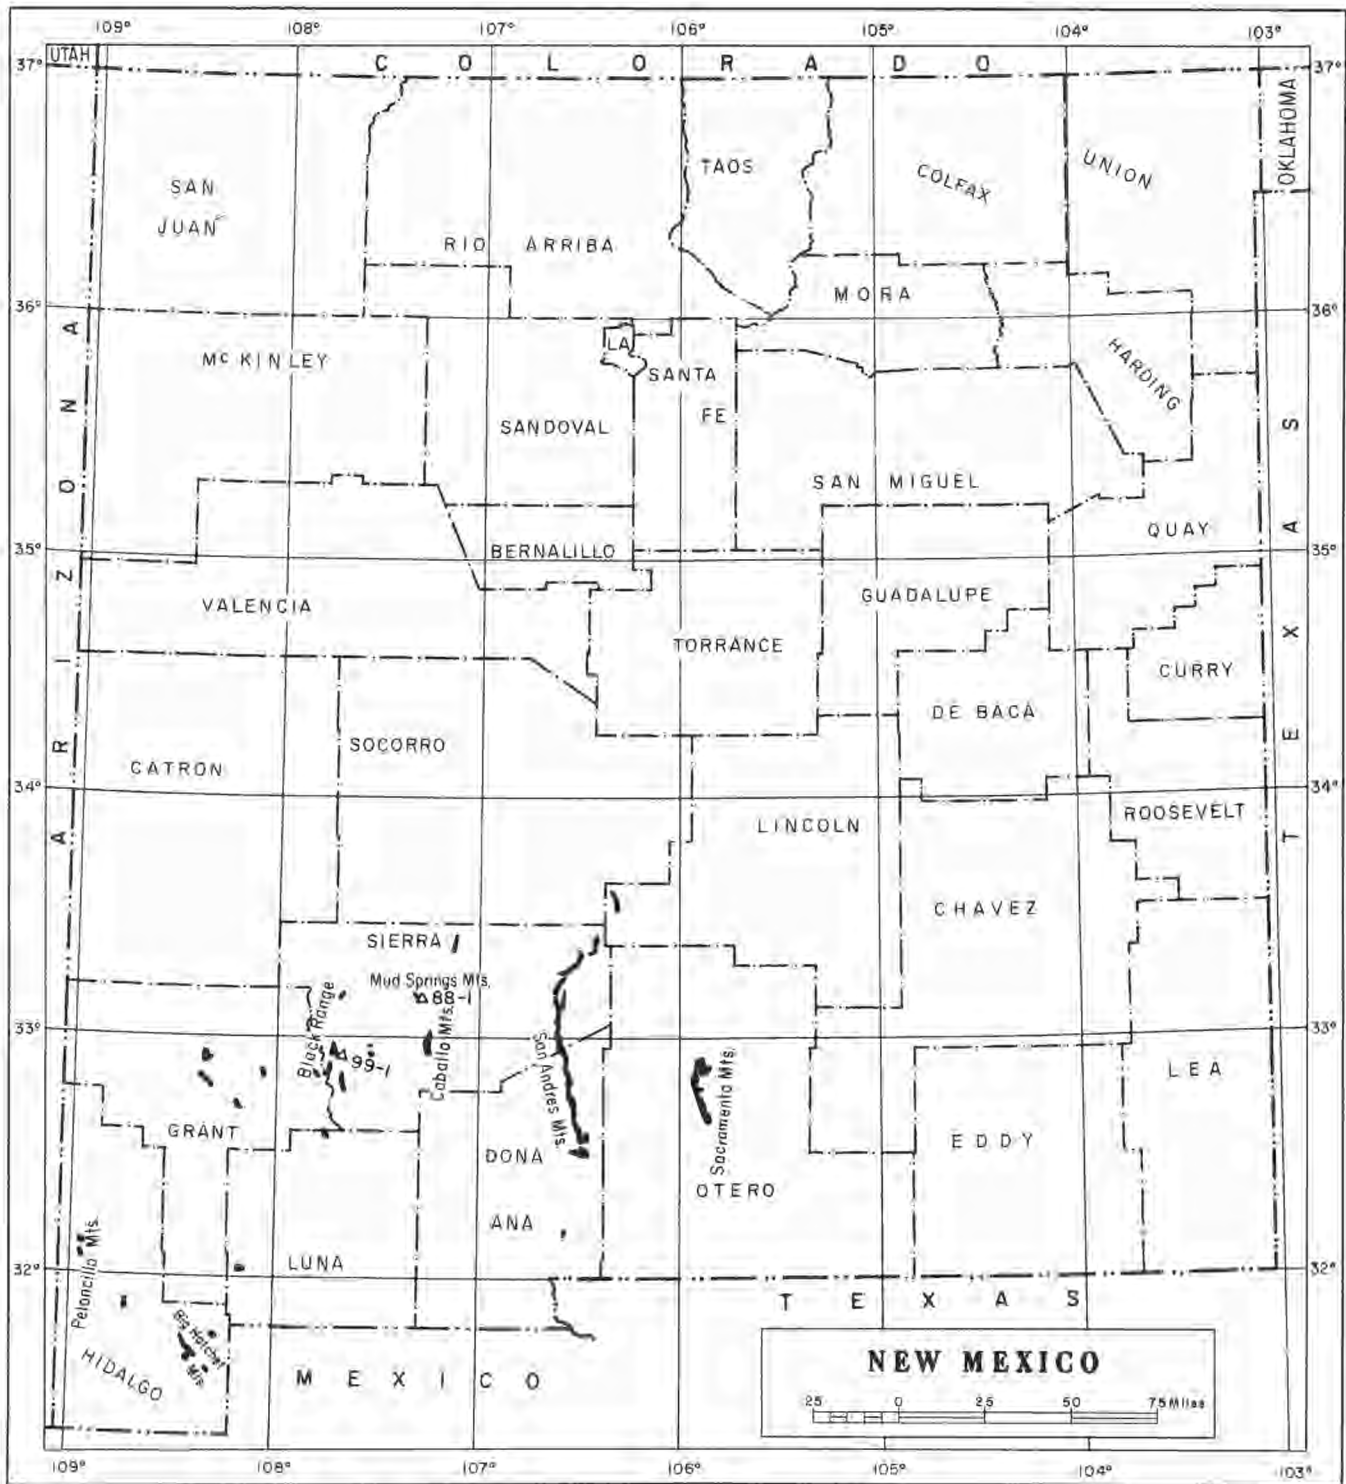 109° 108° 107° 106° 105° 104° 103°
UTAH
37° C O L O R A D O 37°
OKLAHOMA
TAOS
COLFAX
UNION
SAN
JUAN
RIO ARRIBA
MORA
36° 36°
LA
HARDING
Mc KINLEY
SANTA
FE
SANDOVAL
SAN MIGUEL
QUAY
BERNALILLO
35° 35°
GUADALUPE
VALENCIA
TORRANCE
CURRY
DE BACA
SOCORRO
CATRON
34° 34°
ARIZONA
TEXAS
LINCOLN
ROOSEVELT
CHAVEZ
SIERRA
Mud Springs Mts.
88-1
Black Range
33° 33°
99-1
Caballo Mts.
San Andres Mts.
Sacramento Mts.
LEA
GRANT
EDDY
DONA
ANA
OTERO
Peloncillo Mts.
LUNA
32° 32°
T E X A S
Big Hatchet Mts.
HIDALGO
M E X I C O
NEW MEXICO
25 0 25 50 75 Miles
109° 108° 107° 106° 105° 104° 103°